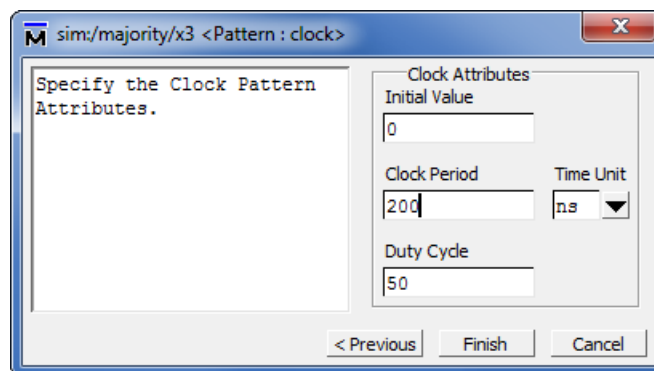 sim:/majority/x3 <Pattern : clock>
Specify the Clock Pattern
Attributes.
Clock Attributes
Initial Value
0
Clock Period
Time Unit
200
ns
Duty Cycle
50
< Previous
Finish
Cancel